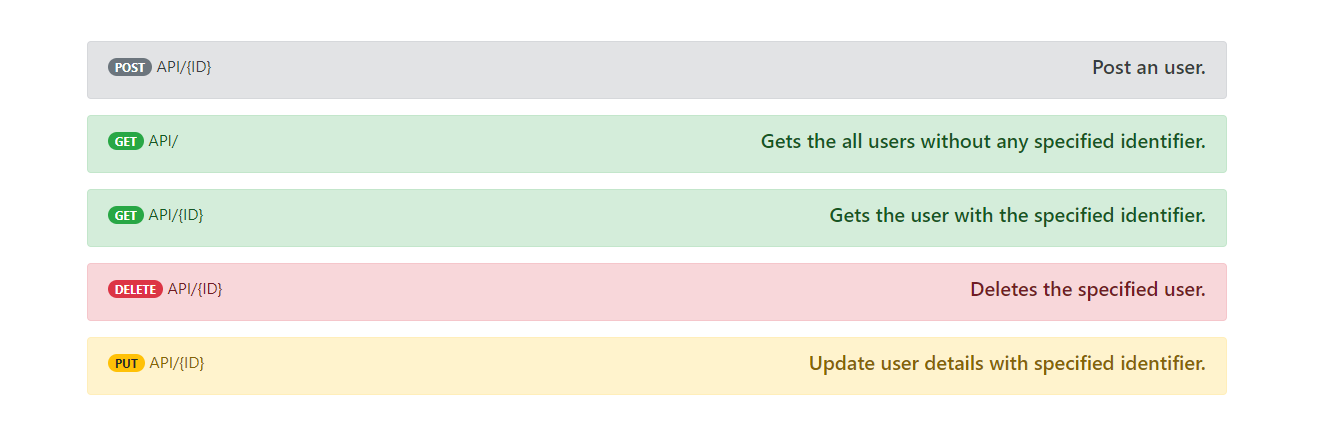 POST API/{ID} Post an user.
GET API/ Gets the all users without any specified identifier.
GET API/{ID} Gets the user with the specified identifier.
DELETE API/{ID} Deletes the specified user.
PUT API/{ID} Update user details with specified identifier.